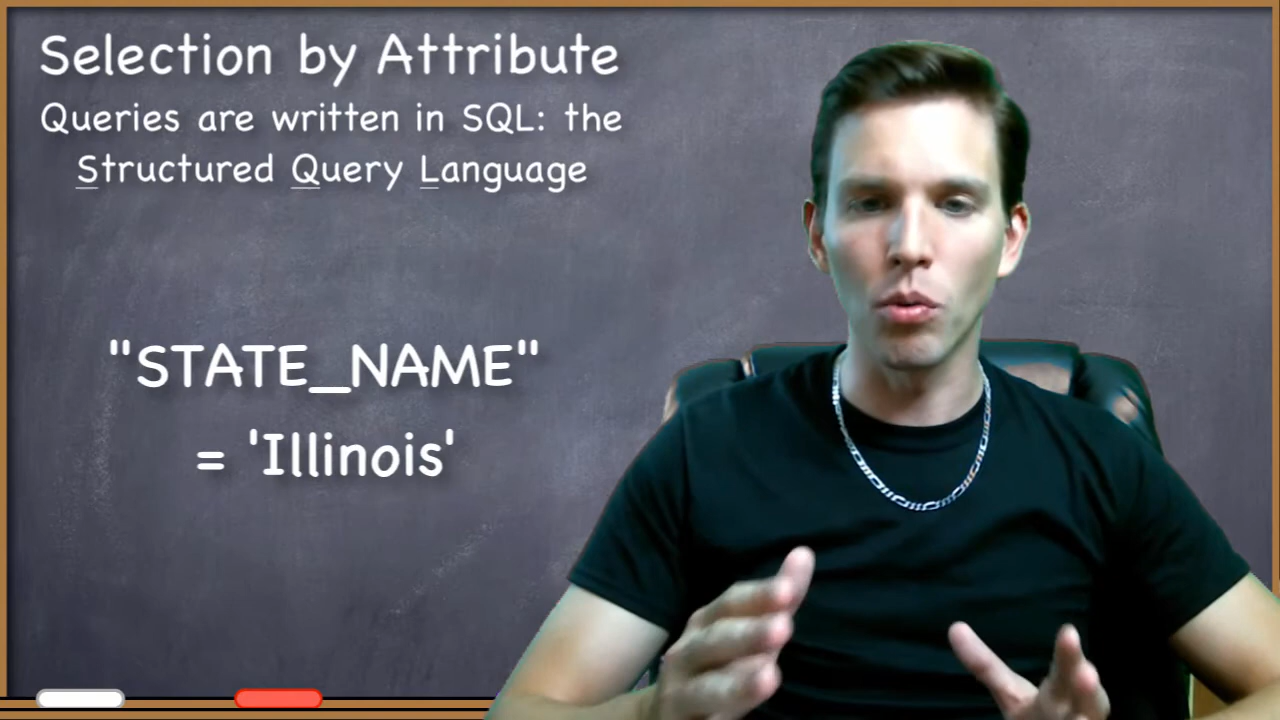 Selection by Attribute
Queries are written in SQL: the
Structured Query Language
"STATE_NAME"
= 'Illinois'